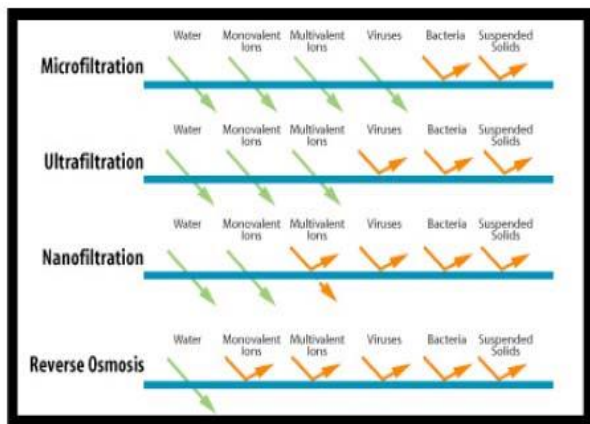 Water Monovalent Ions Multivalent Ions Viruses Bacteria Suspended Solids
Microfiltration
Water Monovalent Ions Multivalent Ions Viruses Bacteria Suspended Solids
Ultrafiltration
Water Monovalent Ions Multivalent Ions Viruses Bacteria Suspended Solids
Nanofiltration
Water Monovalent Ions Multivalent Ions Viruses Bacteria Suspended Solids
Reverse Osmosis